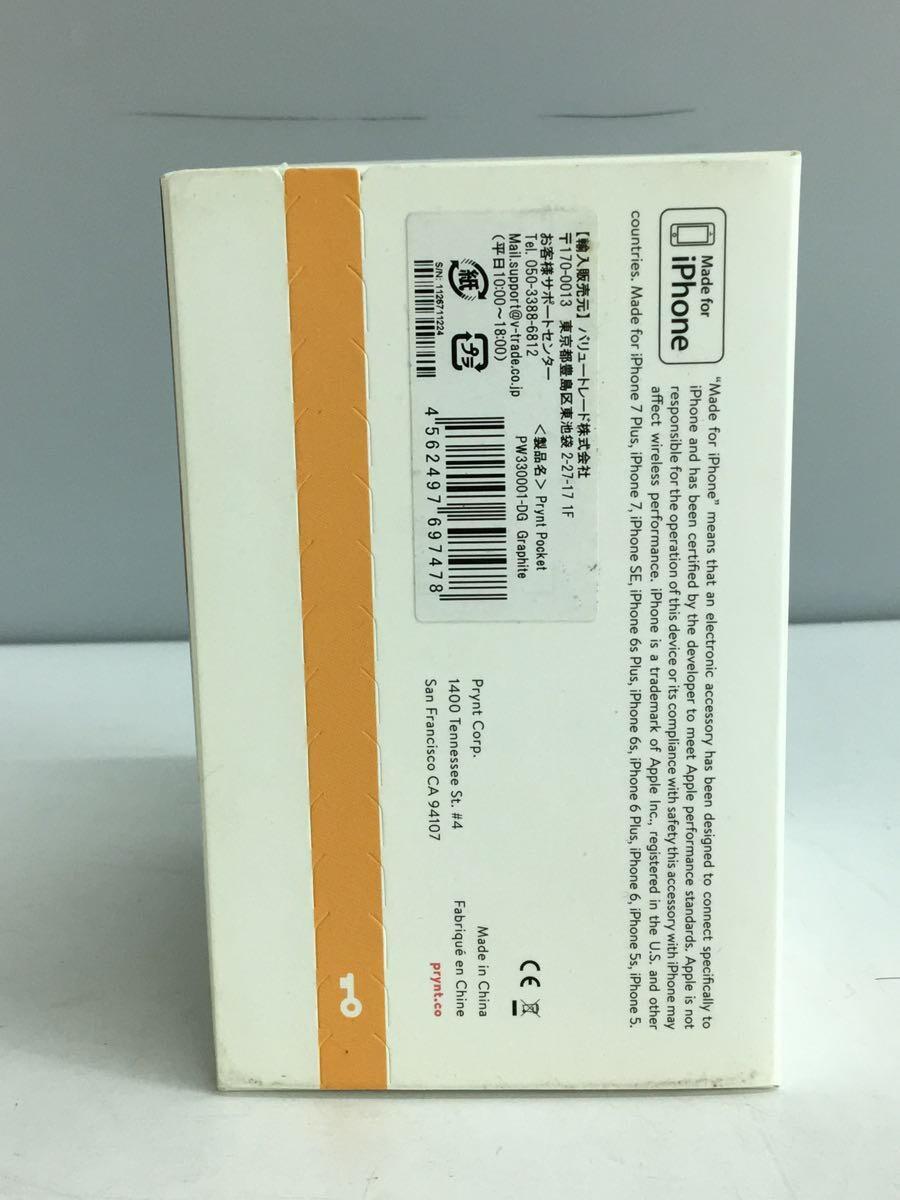 Made for
iPhone
"Made for iPhone" means that an electronic accessory has been designed to connect specifically to
iPhone and has been certified by the developer to meet Apple performance standards. Apple is not
responsible for the operation of this device or its compliance with safety this accessory with iPhone may
affect wireless performance. iPhone is a trademark of Apple Inc., registered in the U.S. and other
countries. Made for iPhone 7 Plus, iPhone 7, iPhone SE, iPhone 6s Plus, iPhone 6s, iPhone 6 Plus, iPhone 6, iPhone 5s, iPhone 5.
【輸入販売元】バリュートレード株式会社
〒170-0013 東京都豊島区東池袋 2-27-17 1F
お客様サポートセンター
Tel. 050-3388-6812
Mail.support@v-trade.co.jp
(平日10:00～18:00)
<製品名> Prynt Pocket
PW330001-DG Graphite
紙
プラ
S/N: 1126711224
4 562497 697478
Prynt Corp.
1400 Tennessee St. #4
San Francisco CA 94107
CE
Made in China
Fabriqué en Chine
prynt.co